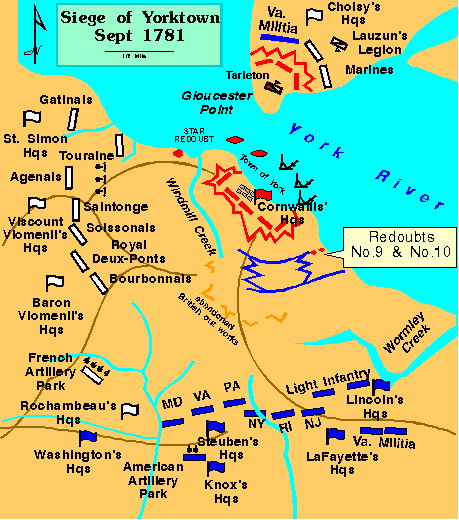 Siege of Yorktown
Sept 1781
1/2 Mile
Va.
Militia
Choisy's
Hqs
Lauzun's
Legion
Marines
Tarleton
Gloucester
Point
York River
Gatinais
STAR
REDOUBT
St. Simon
Hqs
Touraine
Agenais
Town of York
Windmill Creek
Cornwallis'
Hqs
Saintonge
Viscount
Viomenil's
Hqs
Soissonais
Royal
Deux-Ponts
Bourbonnais
Redoubts
No.9 & No.10
Baron
Viomenil's
Hqs
abandoned
British out works
Wormley
Creek
French
Artillery
Park
Rochambeau's
Hqs
MD
VA
PA
NY
RI
NJ
Light Infantry
Lincoln's
Hqs
Washington's
Hqs
Steuben's
Hqs
LaFayette's
Hqs
Va. Militia
American
Artillery
Park
Knox's
Hqs